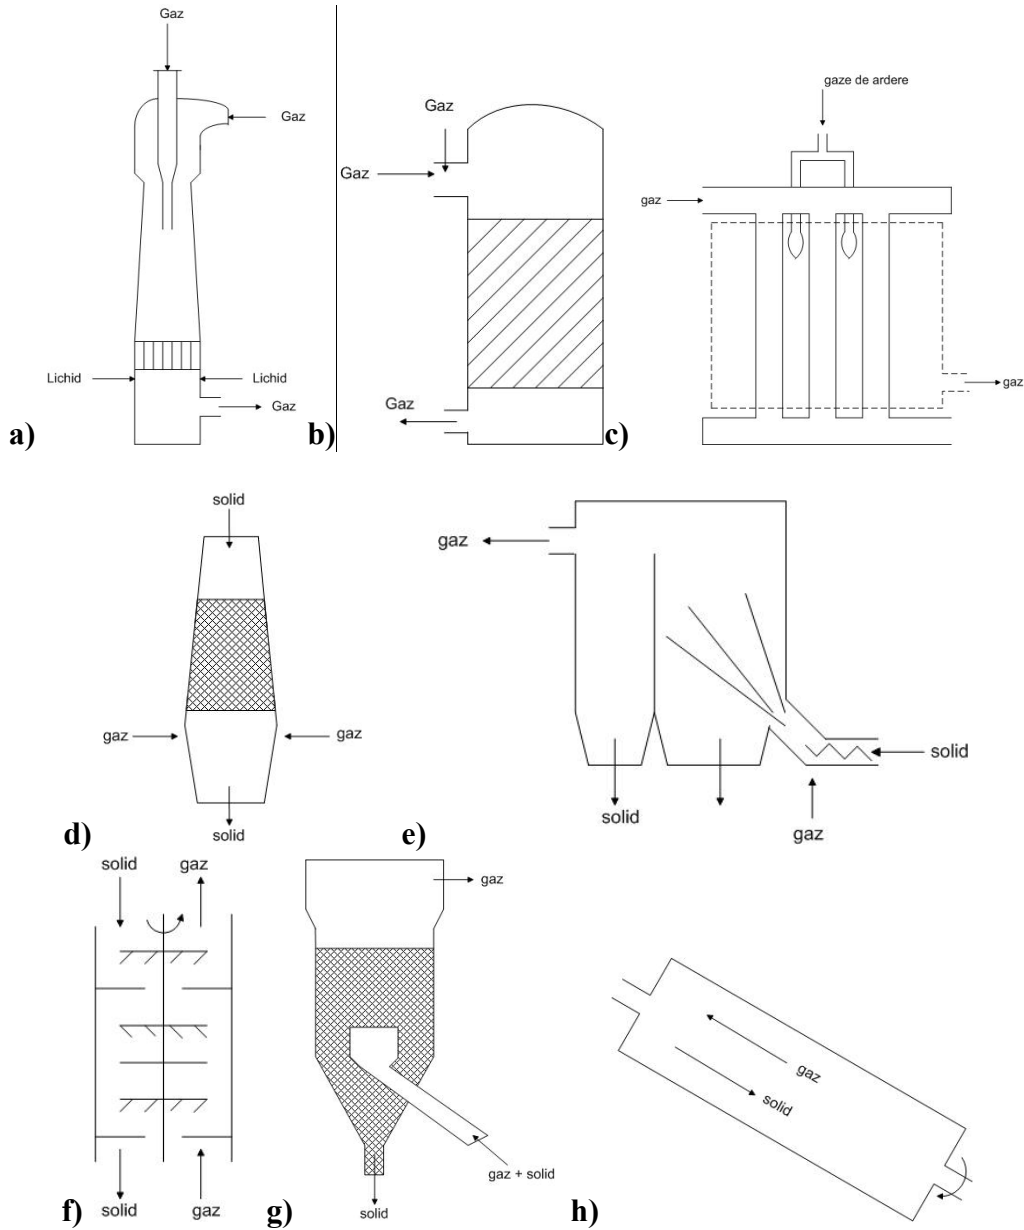 Gaz
Gaz
Lichid
Lichid
Gaz
a)
Gaz
Gaz
Gaz
b)
gaze de ardere
gaz
gaz
c)
solid
gaz
gaz
solid
d)
gaz
solid
solid
gaz
e)
solid
gaz
solid
gaz
f)
gaz
gaz + solid
solid
g)
gaz
solid
h)